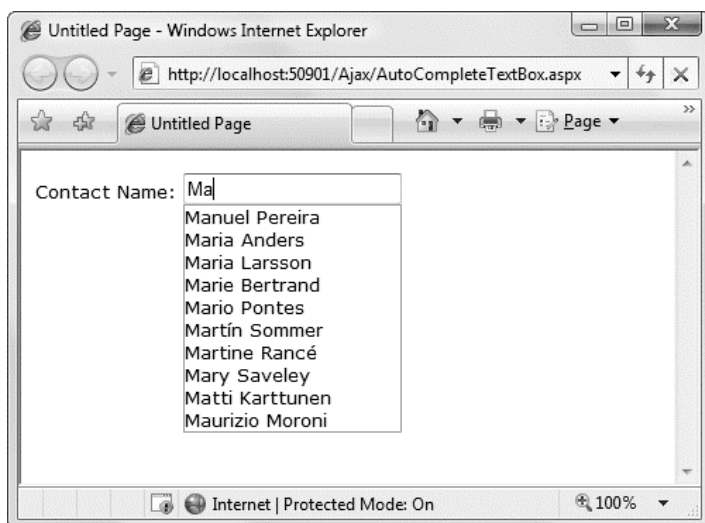 Untitled Page - Windows Internet Explorer
http://localhost:50901/Ajax/AutoCompleteTextBox.aspx
Untitled Page
Page
Contact Name: Ma
Manuel Pereira
Maria Anders
Maria Larsson
Marie Bertrand
Mario Pontes
Martín Sommer
Martine Rancé
Mary Saveley
Matti Karttunen
Maurizio Moroni
Internet | Protected Mode: On
100%